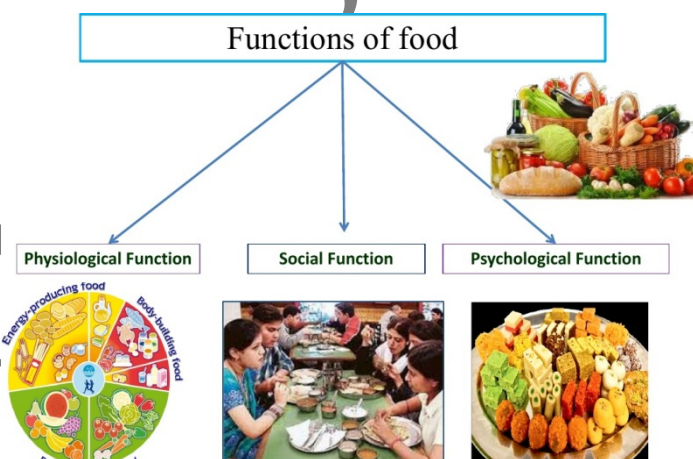 Functions of food
Physiological Function
Social Function
Psychological Function
Energy-producing food
Body-building food